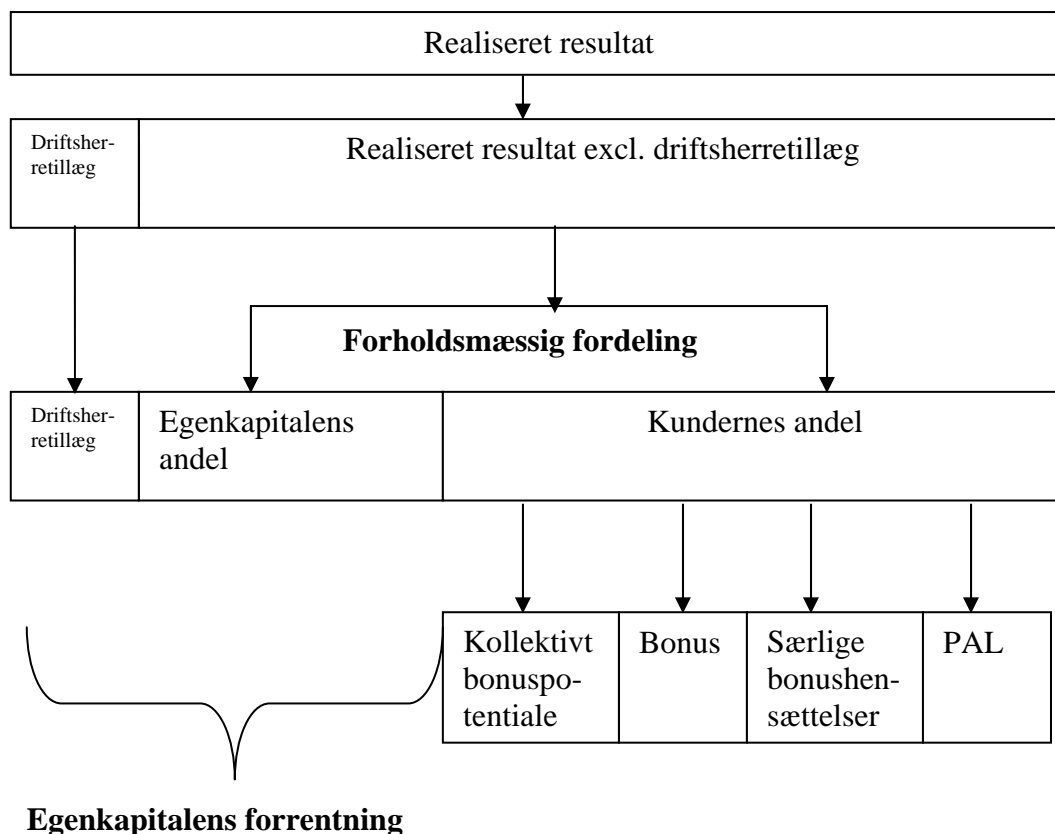 Realiseret resultat
Driftsher-
retillæg
Realiseret resultat excl. driftsherretillæg
Forholdsmæssig fordeling
Driftsher-
retillæg
Egenkapitalens
andel
Kundernes andel
Kollektivt
bonuspo-
tentiale
Bonus
Særlige
bonushen-
sættelser
PAL
Egenkapitalens forrentning